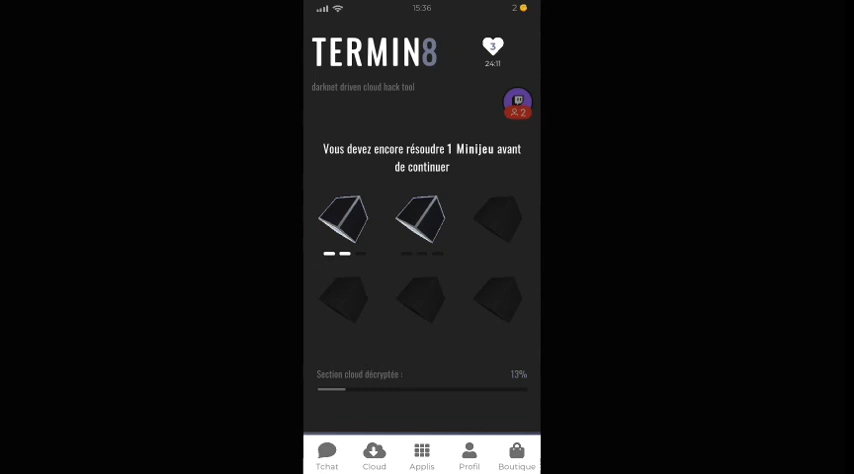 15:36
2
TERMIN8
3
24:11
darknet driven cloud hack tool
2
Vous devez encore résoudre 1 Minijeu avant
de continuer
Section cloud décryptée :
13%
Tchat
Cloud
Applis
Profil
Boutique